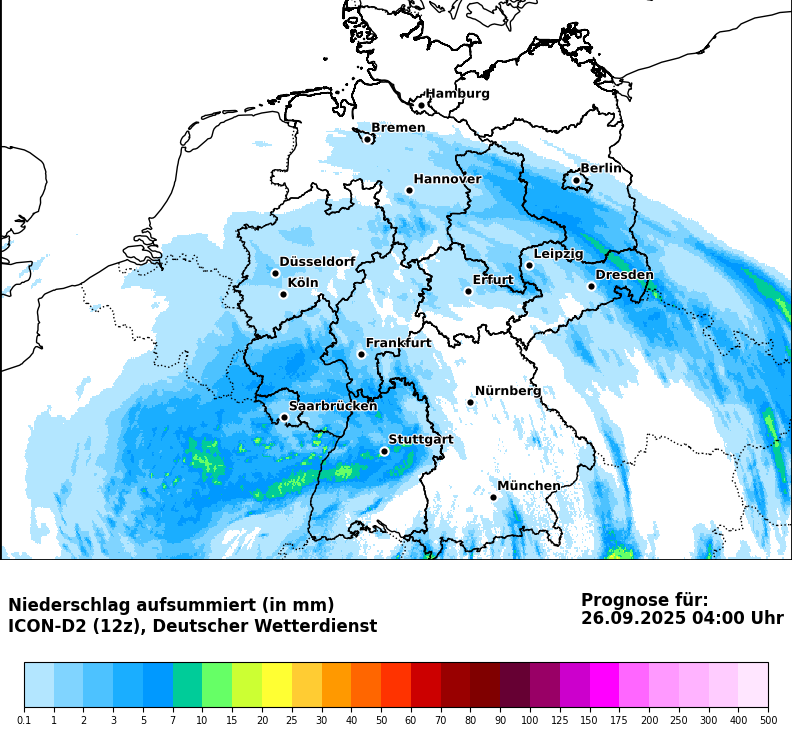 Hamburg
Bremen
Berlin
Hannover
Leipzig
Düsseldorf
Dresden
Erfurt
Köln
Frankfurt
Nürnberg
Saarbrücken
Stuttgart
München
Niederschlag aufsummiert (in mm)
ICON-D2 (12z), Deutscher Wetterdienst
Prognose für:
26.09.2025 04:00 Uhr
0.1 1 2 3 5 7 10 15 20 25 30 40 50 60 70 80 90 100 125 150 175 200 250 300 400 500